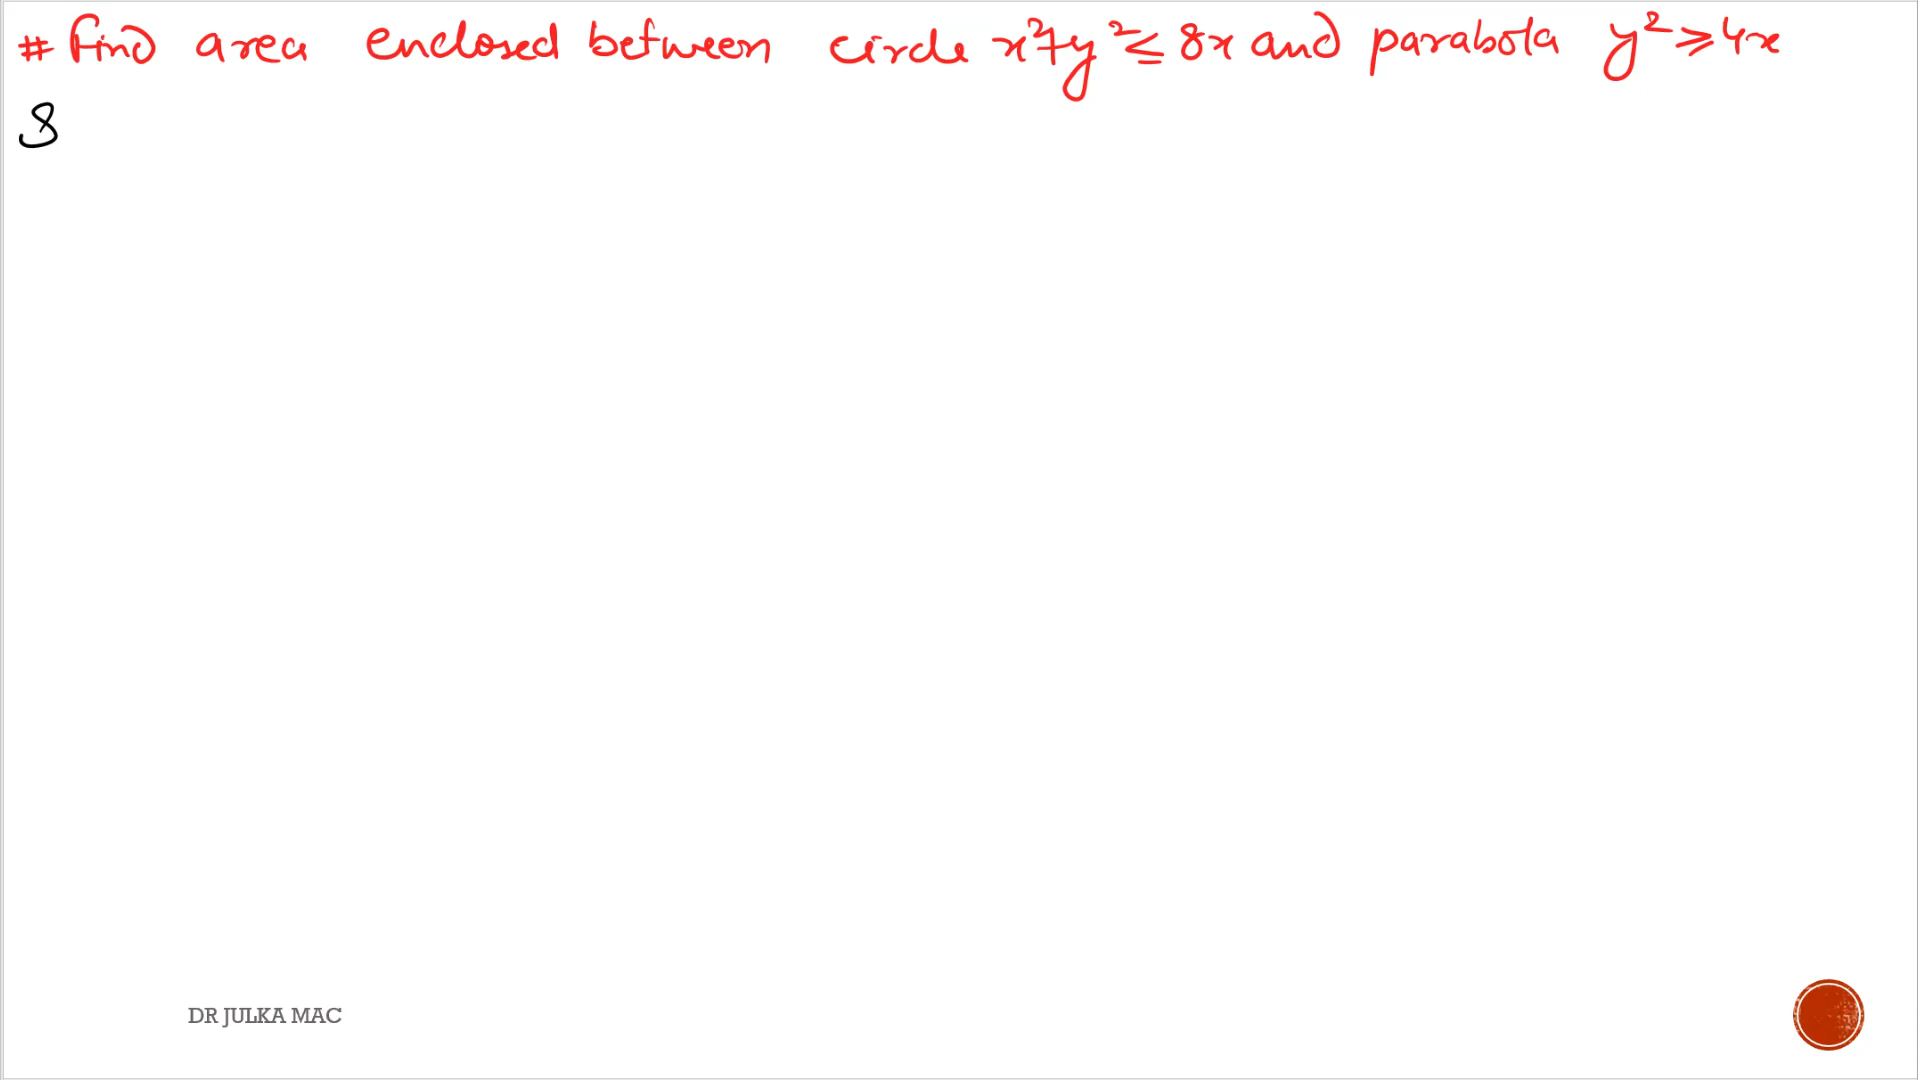 # find area enclosed between circle x²+y² ≤ 8x and parabola y² ≥ 4x
S
DR JULKA MAC